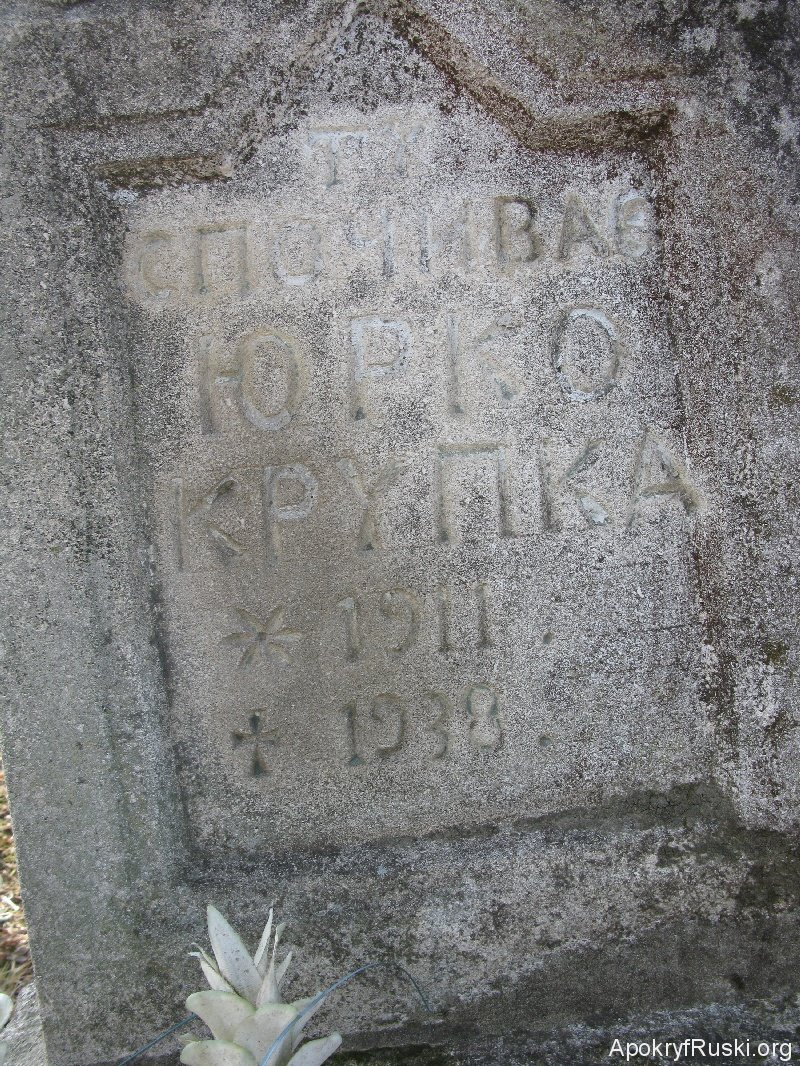 ТУ
СПОЧИВАЄ
ЮРКО
КРУПКА
* 1911.
✝ 1938.
ApokryfRuski.org